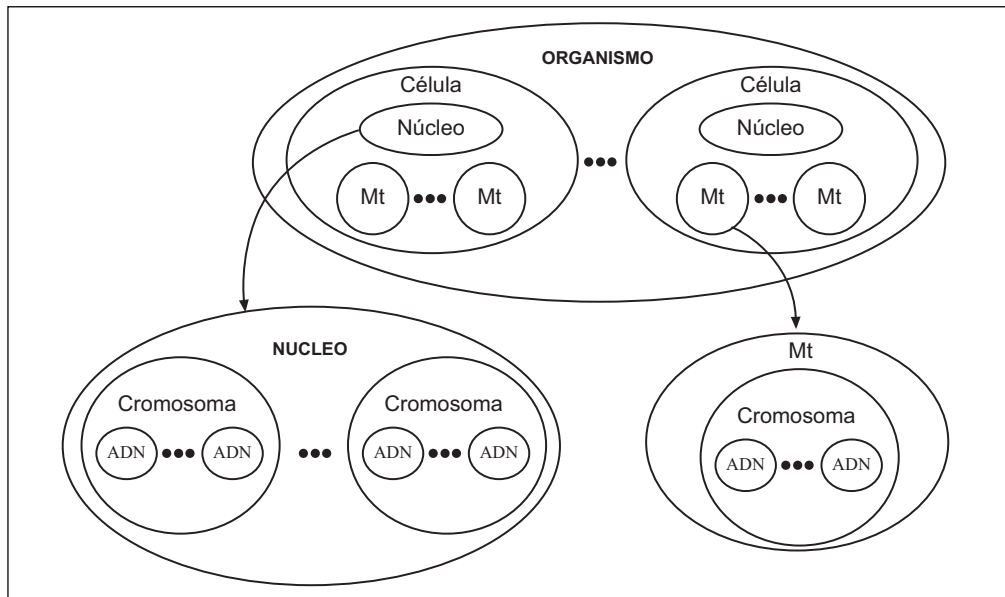 ORGANISMO
Célula
Célula
Núcleo
Núcleo
Mt ••• Mt
•••
Mt ••• Mt
NUCLEO
Cromosoma
ADN ••• ADN
•••
Cromosoma
ADN ••• ADN
Mt
Cromosoma
ADN ••• ADN